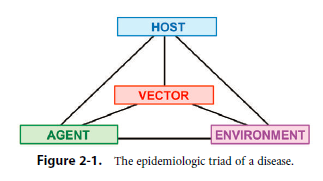 HOST
VECTOR
AGENT ENVIRONMENT
Figure 2-1. The epidemiologic triad of a disease.